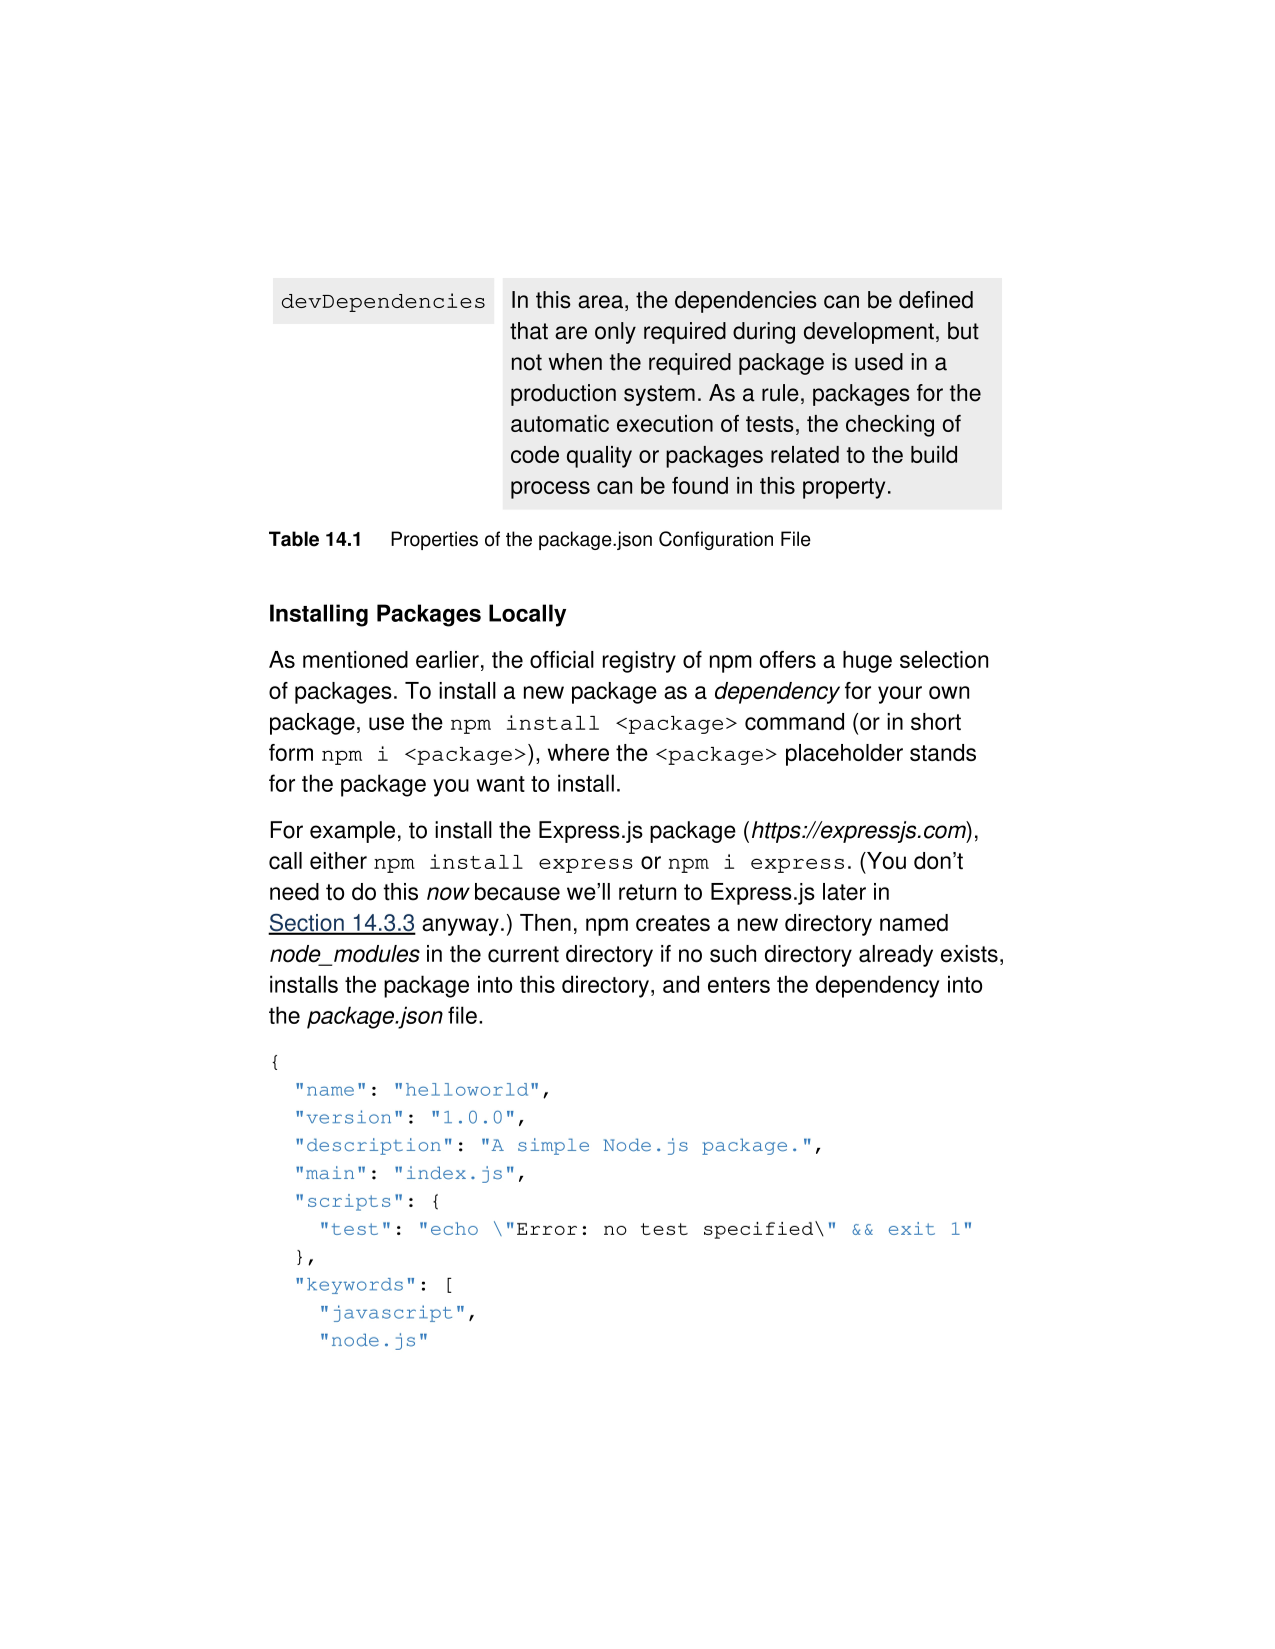 devDependencies In this area, the dependencies can be defined
that are only required during development, but
not when the required package is used in a
production system. As a rule, packages for the
automatic execution of tests, the checking of
code quality or packages related to the build
process can be found in this property.
Table 14.1 Properties of the package.json Configuration File
Installing Packages Locally
As mentioned earlier, the official registry of npm offers a huge selection
of packages. To install a new package as a dependency for your own
package, use the npm install <package> command (or in short
form npm i <package>), where the <package> placeholder stands
for the package you want to install.
For example, to install the Express.js package (https://expressjs.com),
call either npm install express or npm i express. (You don’t
need to do this now because we’ll return to Express.js later in
Section 14.3.3 anyway.) Then, npm creates a new directory named
node_modules in the current directory if no such directory already exists,
installs the package into this directory, and enters the dependency into
the package.json file.
{
  "name": "helloworld",
  "version": "1.0.0",
  "description": "A simple Node.js package.",
  "main": "index.js",
  "scripts": {
    "test": "echo \"Error: no test specified\" && exit 1"
  },
  "keywords": [
    "javascript",
    "node.js"